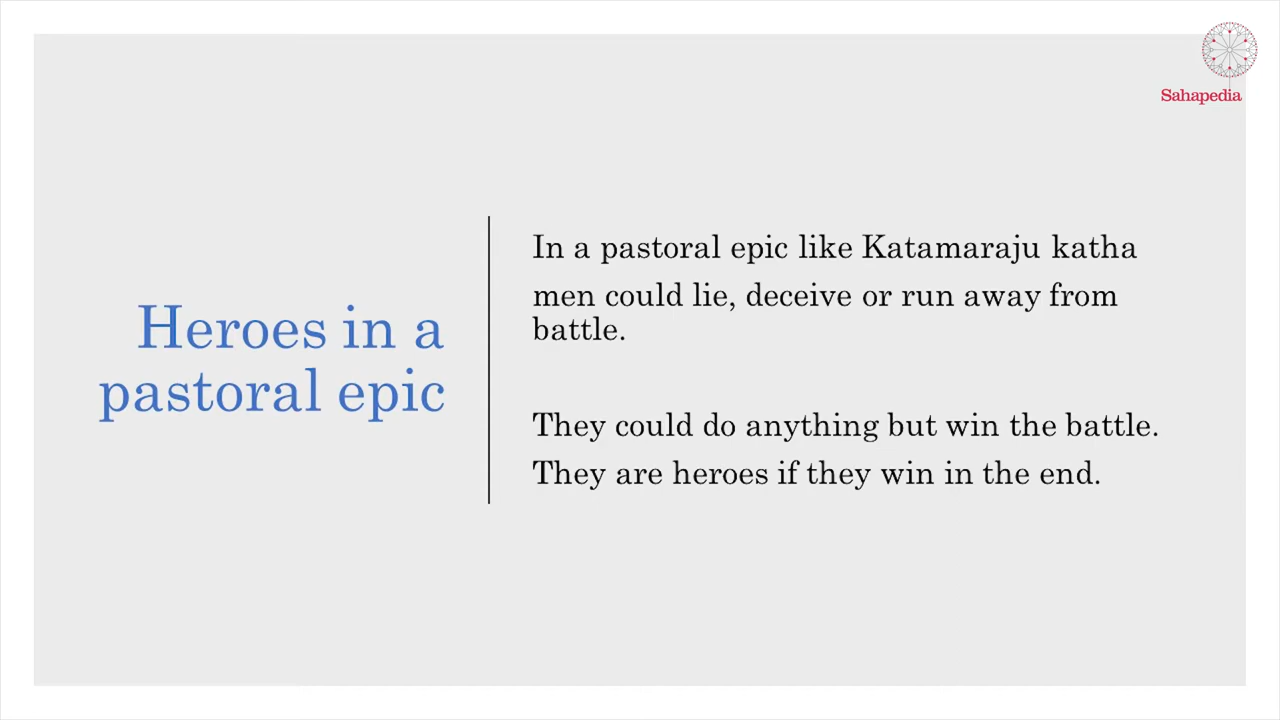 Sahapedia
Heroes in a
pastoral epic
In a pastoral epic like Katamaraju katha
men could lie, deceive or run away from
battle.
They could do anything but win the battle.
They are heroes if they win in the end.